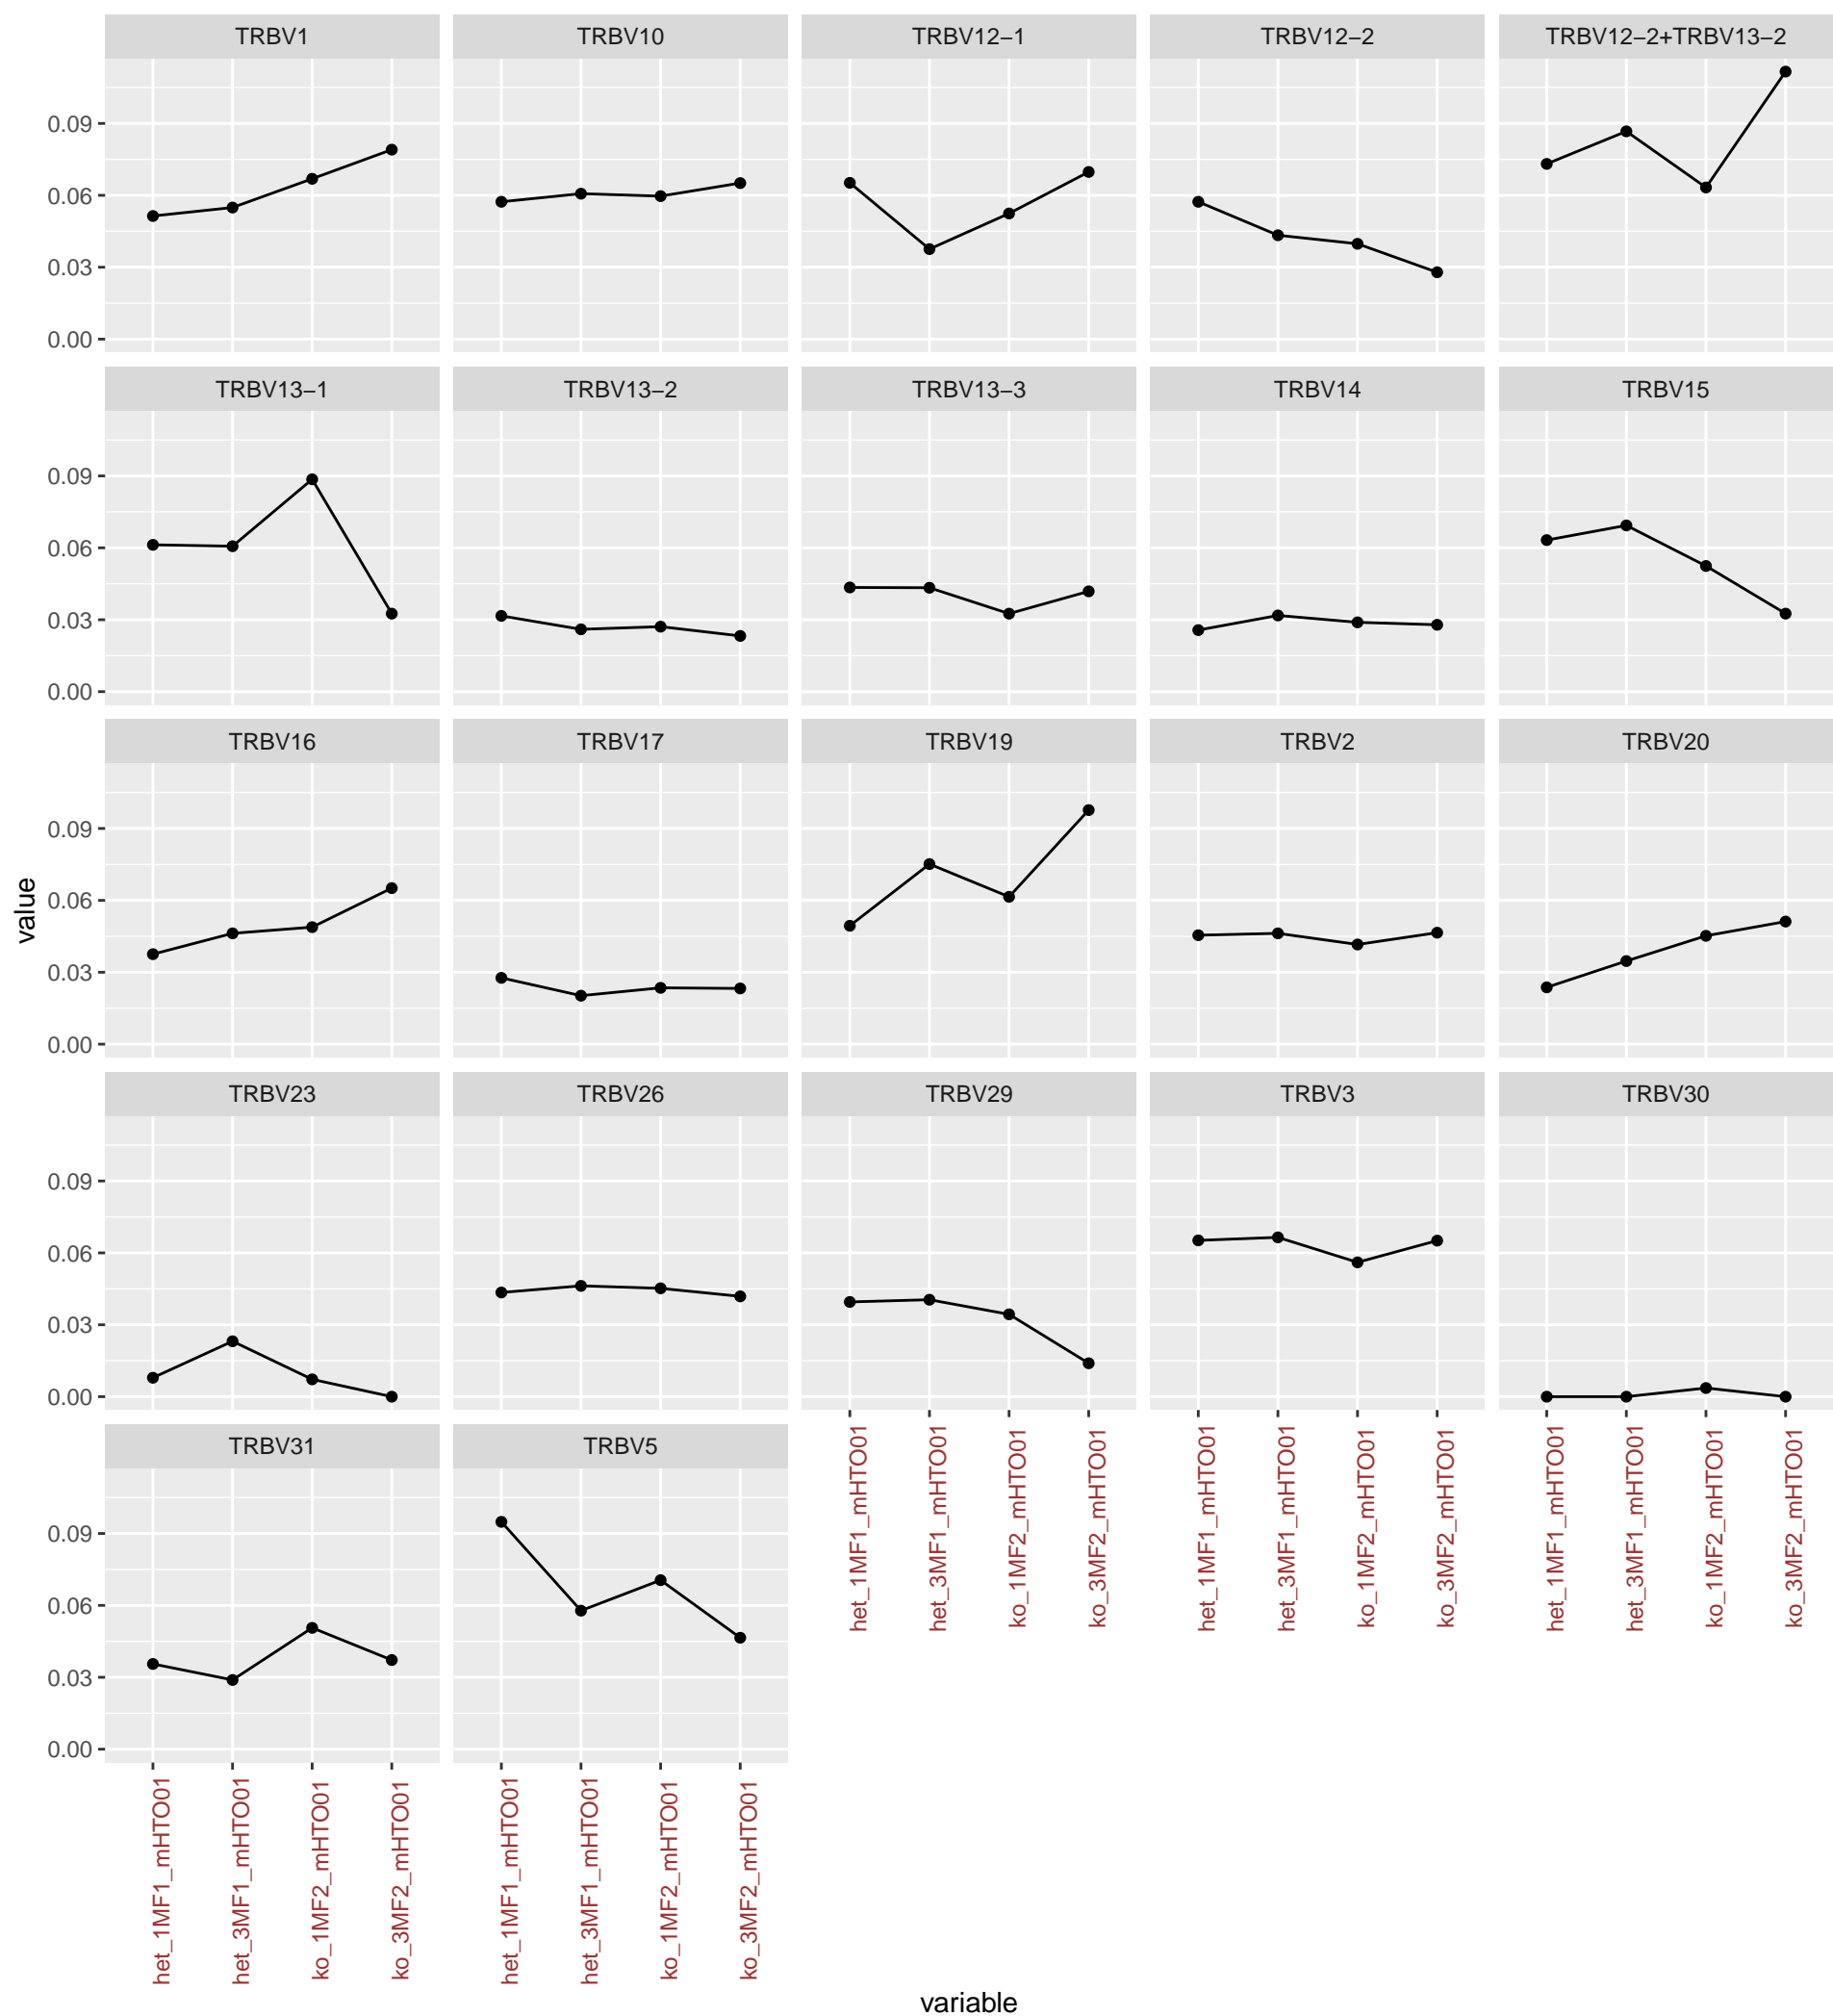 TRBV1 TRBV10 TRBV12−1 TRBV12−2 TRBV12−2+TRBV13−2
0.09
0.06
0.03
0.00
TRBV13−1 TRBV13−2 TRBV13−3 TRBV14 TRBV15
0.09
0.06
0.03
0.00
TRBV16 TRBV17 TRBV19 TRBV2 TRBV20
0.09
0.06
0.03
0.00
value
TRBV23 TRBV26 TRBV29 TRBV3 TRBV30
0.09
0.06
0.03
0.00
het_1MF1_mHTO01
het_3MF1_mHTO01
ko_1MF2_mHTO01
ko_3MF2_mHTO01
het_1MF1_mHTO01
het_3MF1_mHTO01
ko_1MF2_mHTO01
ko_3MF2_mHTO01
het_1MF1_mHTO01
het_3MF1_mHTO01
ko_1MF2_mHTO01
ko_3MF2_mHTO01
TRBV31 TRBV5
0.09
0.06
0.03
0.00
het_1MF1_mHTO01
het_3MF1_mHTO01
ko_1MF2_mHTO01
ko_3MF2_mHTO01
het_1MF1_mHTO01
het_3MF1_mHTO01
ko_1MF2_mHTO01
ko_3MF2_mHTO01
variable